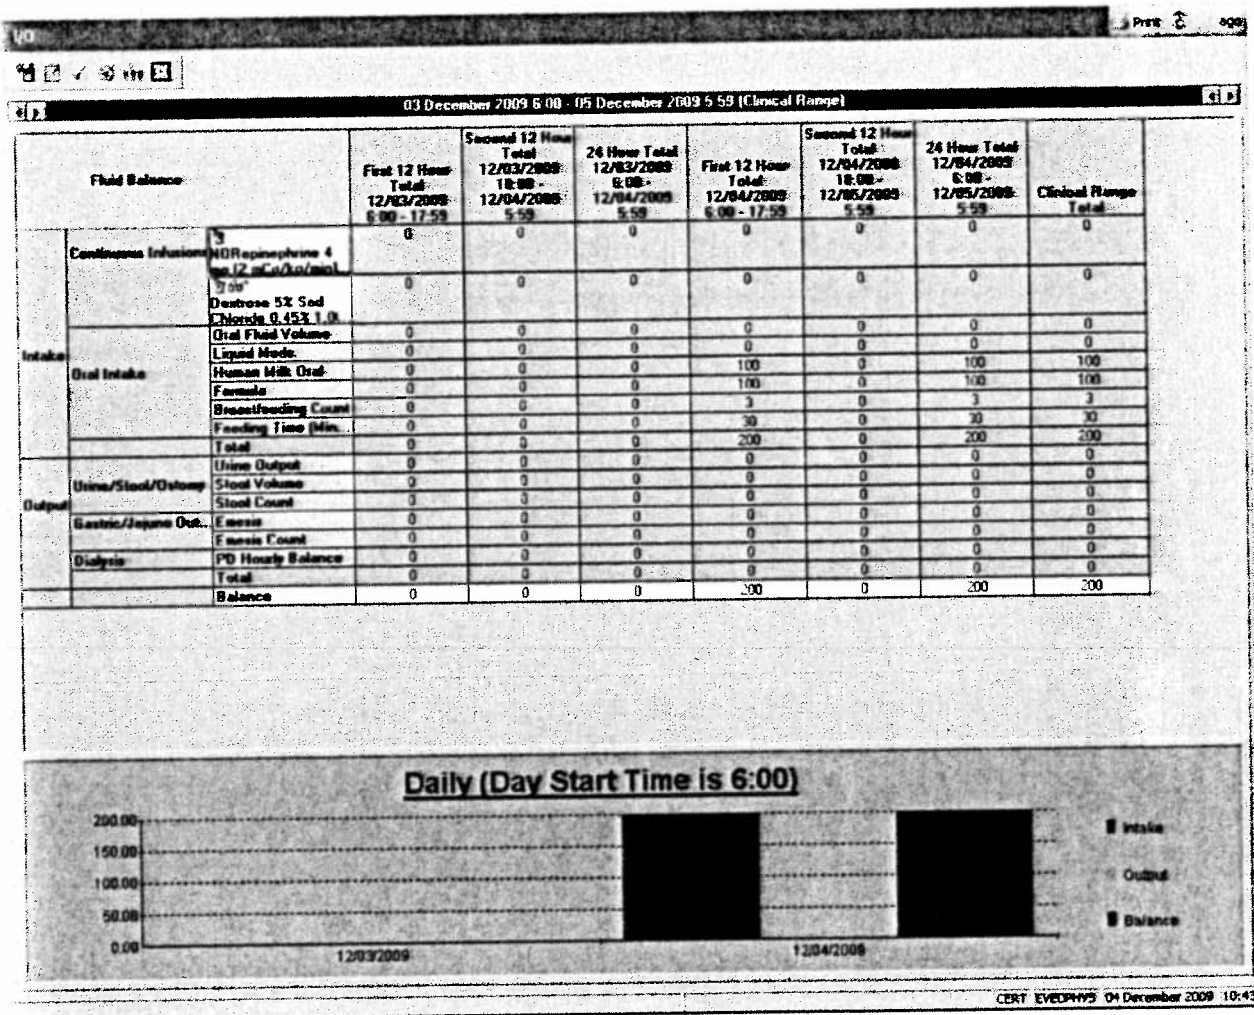 I/O
Print ago
03 December 2009 6:00 - 05 December 2009 5:59 (Clinical Range)
Fluid Balance
First 12 Hour Total 12/03/2009 6:00 - 17:59
Second 12 Hour Total 12/03/2009 18:00 - 12/04/2009 5:59
24 Hour Total 12/03/2009 6:00 - 12/04/2009 5:59
First 12 Hour Total 12/04/2009 6:00 - 17:59
Second 12 Hour Total 12/04/2009 18:00 - 12/05/2009 5:59
24 Hour Total 12/04/2009 6:00 - 12/05/2009 5:59
Clinical Range Total
Intake
Continuous Infusions
NORepinephrine 4 mg [2 mCg/kg/min]... 0 0 0 0 0 0 0
Dextrose 5% Sod Chloride 0.45% 1,0... 0 0 0 0 0 0 0
Oral Intake
Oral Fluid Volume 0 0 0 0 0 0 0
Liquid Meds. 0 0 0 0 0 0 0
Human Milk Oral 0 0 0 100 0 100 100
Formula 0 0 0 100 0 100 100
Breastfeeding Count 0 0 0 3 0 3 3
Feeding Time (Min... 0 0 0 30 0 30 30
Total 0 0 0 200 0 200 200
Output
Urine/Stool/Ostomy
Urine Output 0 0 0 0 0 0 0
Stool Volume 0 0 0 0 0 0 0
Stool Count 0 0 0 0 0 0 0
Gastric/Jejuno Out...
Emesis 0 0 0 0 0 0 0
Emesis Count 0 0 0 0 0 0 0
Dialysis PD Hourly Balance 0 0 0 0 0 0 0
Total 0 0 0 0 0 0 0
Balance 0 0 0 200 0 200 200
Daily (Day Start Time is 6:00)
200.00
150.00
100.00
50.00
0.00
12/03/2009 12/04/2009
Intake
Output
Balance
CERT EVEDPHY9 04 December 2009 10:43